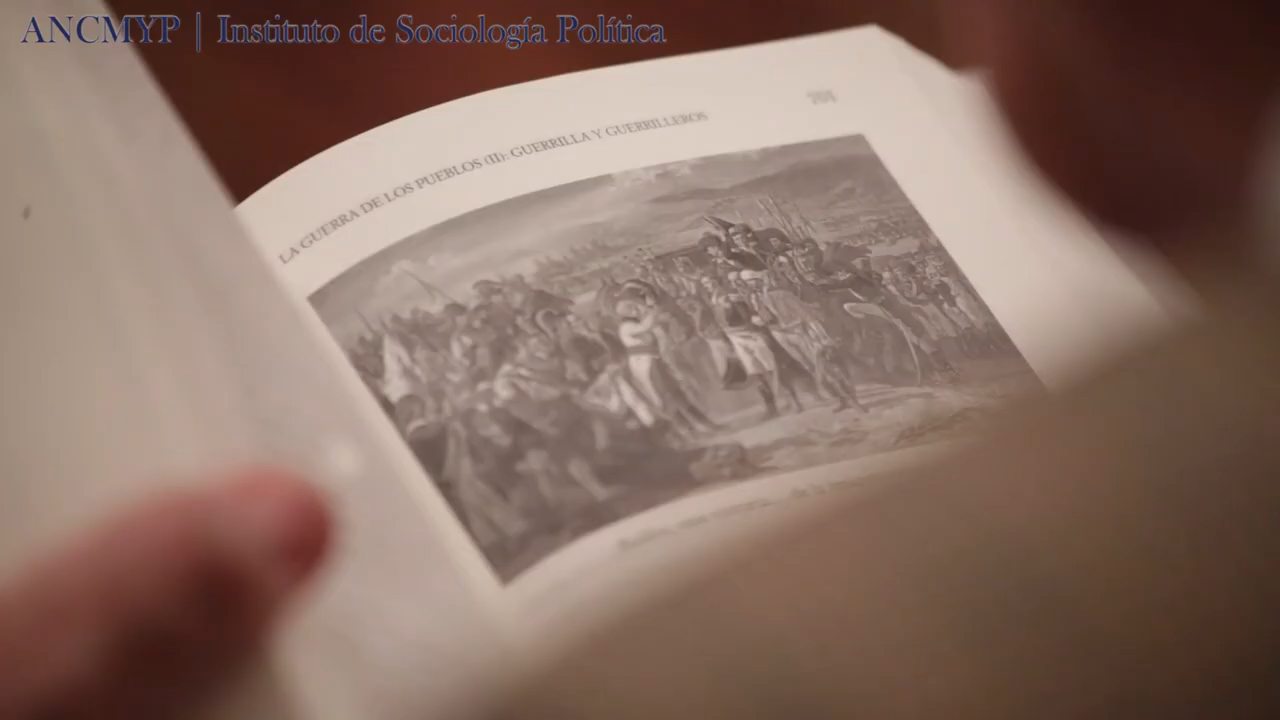 ANCMYP | Instituto de Sociología Política
LA GUERRA DE LOS PUEBLOS (II): GUERRILLA Y GUERRILLEROS